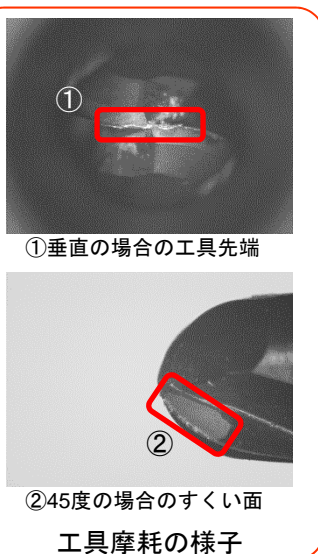 ①
①垂直の場合の工具先端
②
②45度の場合のすくい面
工具摩耗の様子